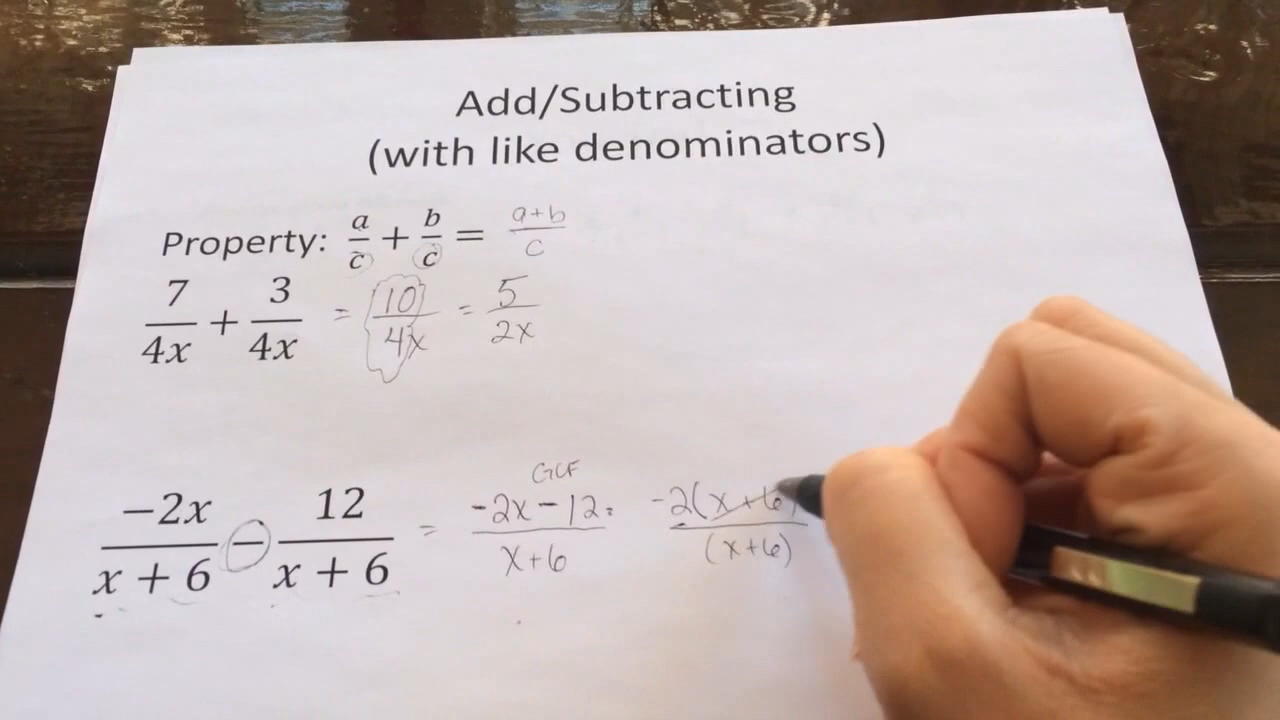 Add/Subtracting
(with like denominators)
Property: a/c + b/c = a+b/c
7/4x + 3/4x = 10/4x = 5/2x
GCF
-2x/x + 6 − 12/x + 6 = -2x-12/x+6 = -2(x+6)/(x+6)